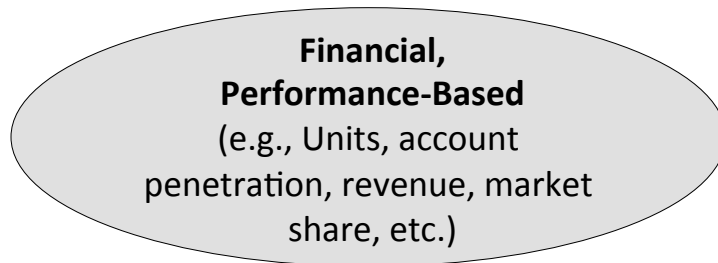 Financial,
Performance-Based
(e.g., Units, account
penetration, revenue, market
share, etc.)